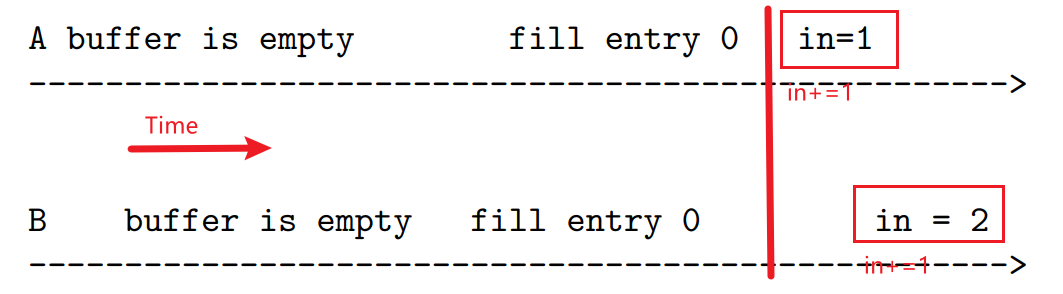 A buffer is empty fill entry 0 in=1
------------------------------------------------------>
in+=1
Time
B buffer is empty fill entry 0 in = 2
------------------------------------------------------>
in+=1